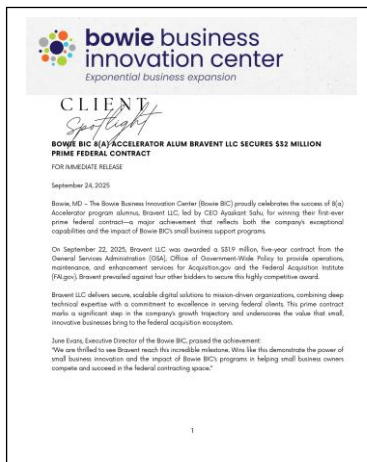 bowie business
innovation center
Exponential business expansion
CLIENT
Spotlight
BOWIE BIC 8(A) ACCELERATOR ALUM BRAVENT LLC SECURES $32 MILLION
PRIME FEDERAL CONTRACT
FOR IMMEDIATE RELEASE
September 24, 2025
Bowie, MD – The Bowie Business Innovation Center (Bowie BIC) proudly celebrates the success of 8(a)
Accelerator program alumnus, Bravent LLC, led by CEO Ayaskant Sahu, for winning their first-ever
prime federal contract—a major achievement that reflects both the company's exceptional
capabilities and the impact of Bowie BIC's small business support programs.
On September 22, 2025, Bravent LLC was awarded a $31.9 million, five-year contract from the
General Services Administration (GSA), Office of Government-Wide Policy to provide operations,
maintenance, and enhancement services for Acquisition.gov and the Federal Acquisition Institute
(FAI.gov). Bravent prevailed against four other bidders to secure this highly competitive award.
Bravent LLC delivers secure, scalable digital solutions to mission-driven organizations, combining deep
technical expertise with a commitment to excellence in serving federal clients. This prime contract
marks a significant step in the company's growth trajectory and underscores the value that small,
innovative businesses bring to the federal acquisition ecosystem.
June Evans, Executive Director of the Bowie BIC, praised the achievement:
"We are thrilled to see Bravent reach this incredible milestone. Wins like this demonstrate the power of
small business innovation and the impact of Bowie BIC's programs in helping small business owners
compete and succeed in the federal contracting space."
1